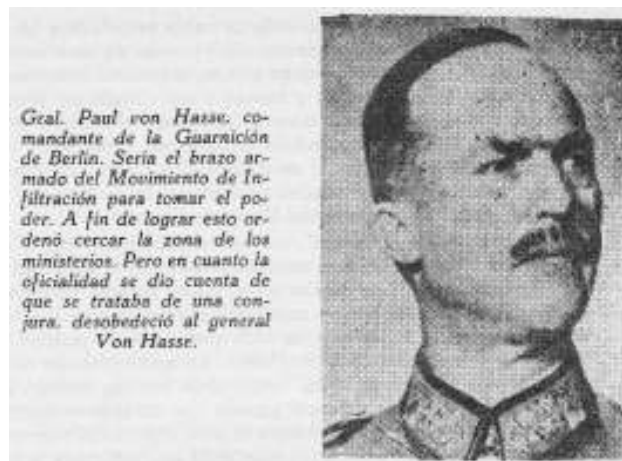 Gral. Paul von Hasse, co-
mandante de la Guarnición
de Berlín. Sería el brazo ar-
mado del Movimiento de In-
filtración para tomar el po-
der. A fin de lograr esto or-
denó cercar la zona de los
ministerios. Pero en cuanto la
oficialidad se dio cuenta de
que se trataba de una con-
jura, desobedeció al general
Von Hasse.